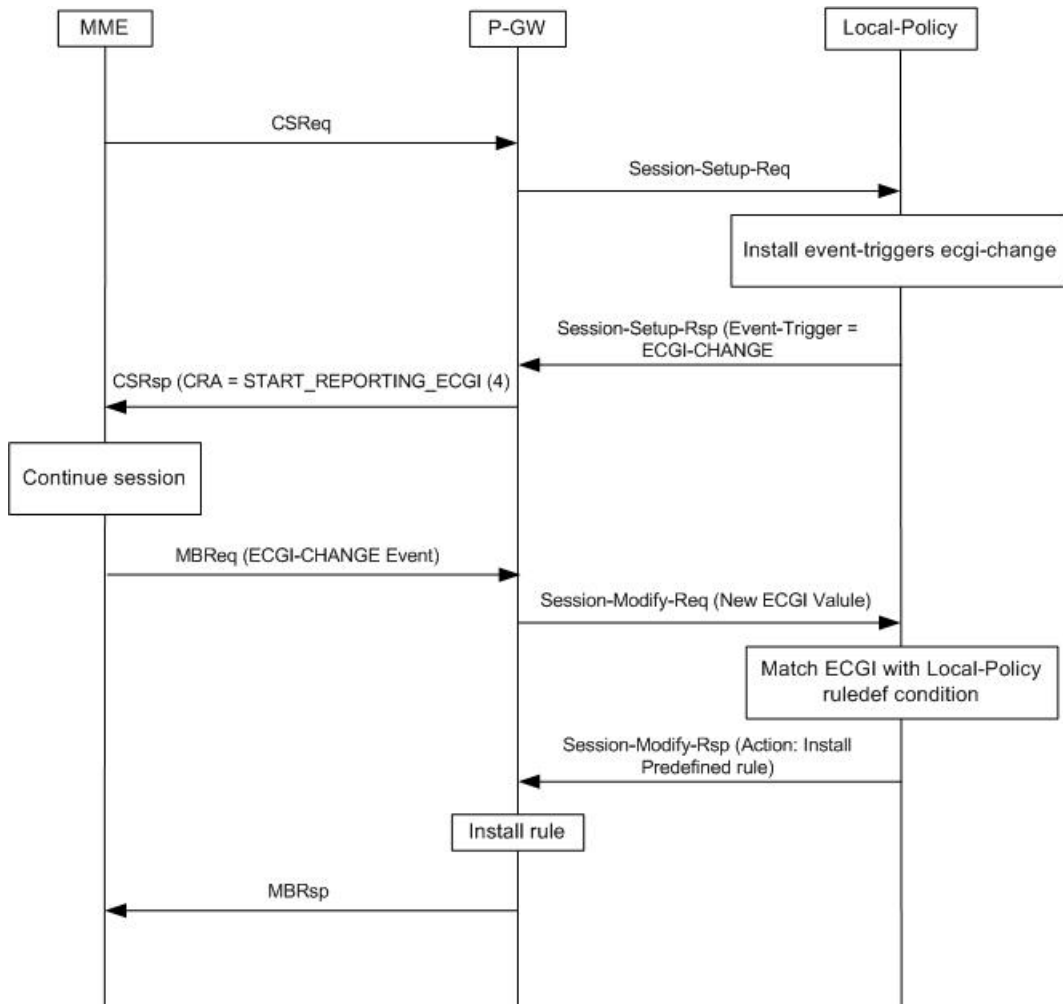 MME
P-GW
Local-Policy
CSReq
Session-Setup-Req
Install event-triggers ecgi-change
Session-Setup-Rsp (Event-Trigger =
ECGI-CHANGE
CSRsp (CRA = START_REPORTING_ECGI (4)
Continue session
MBReq (ECGI-CHANGE Event)
Session-Modify-Req (New ECGI Valule)
Match ECGI with Local-Policy
ruledef condition
Session-Modify-Rsp (Action: Install
Predefined rule)
Install rule
MBRsp